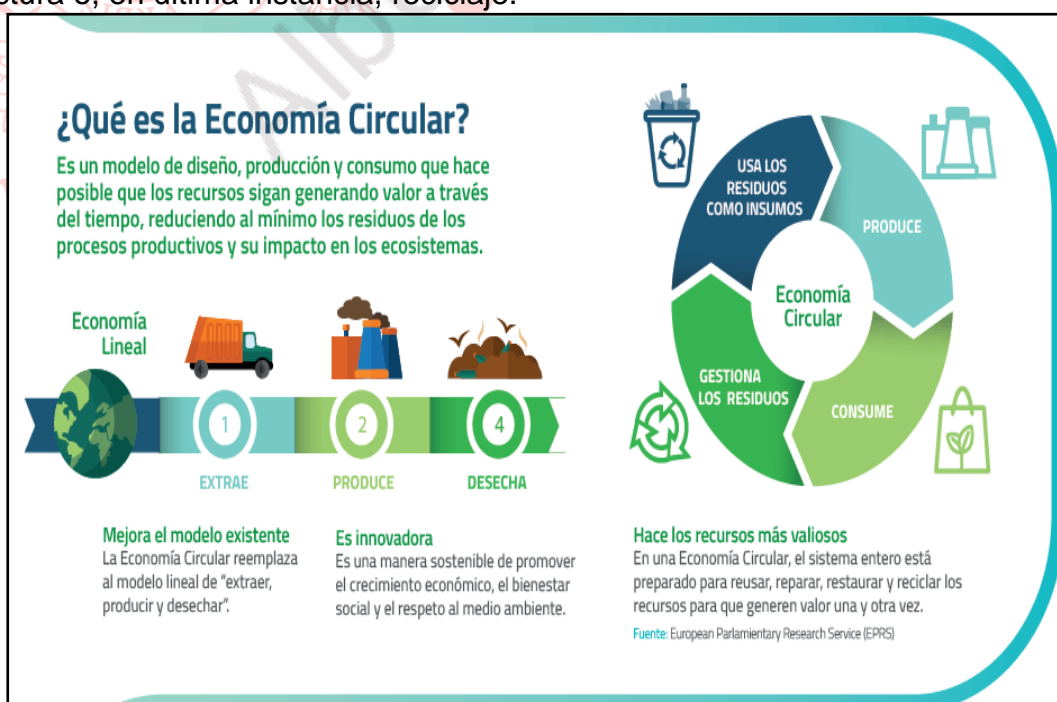 en última instancia, reciclaje.
¿Qué es la Economía Circular?
Es un modelo de diseño, producción y consumo que hace
posible que los recursos sigan generando valor a través
del tiempo, reduciendo al mínimo los residuos de los
procesos productivos y su impacto en los ecosistemas.
Economía
Lineal
1
2
4
EXTRAE
PRODUCE
DESECHA
USA LOS
RESIDUOS
COMO INSUMOS
PRODUCE
Economía
Circular
GESTIONA
LOS RESIDUOS
CONSUME
Mejora el modelo existente
La Economía Circular reemplaza
al modelo lineal de “extraer,
producir y desechar”.
Es innovadora
Es una manera sostenible de promover
el crecimiento económico, el bienestar
social y el respeto al medio ambiente.
Hace los recursos más valiosos
En una Economía Circular, el sistema entero está
preparado para reusar, reparar, restaurar y reciclar los
recursos para que generen valor una y otra vez.
Fuente: European Parlamientary Research Service (EPRS)